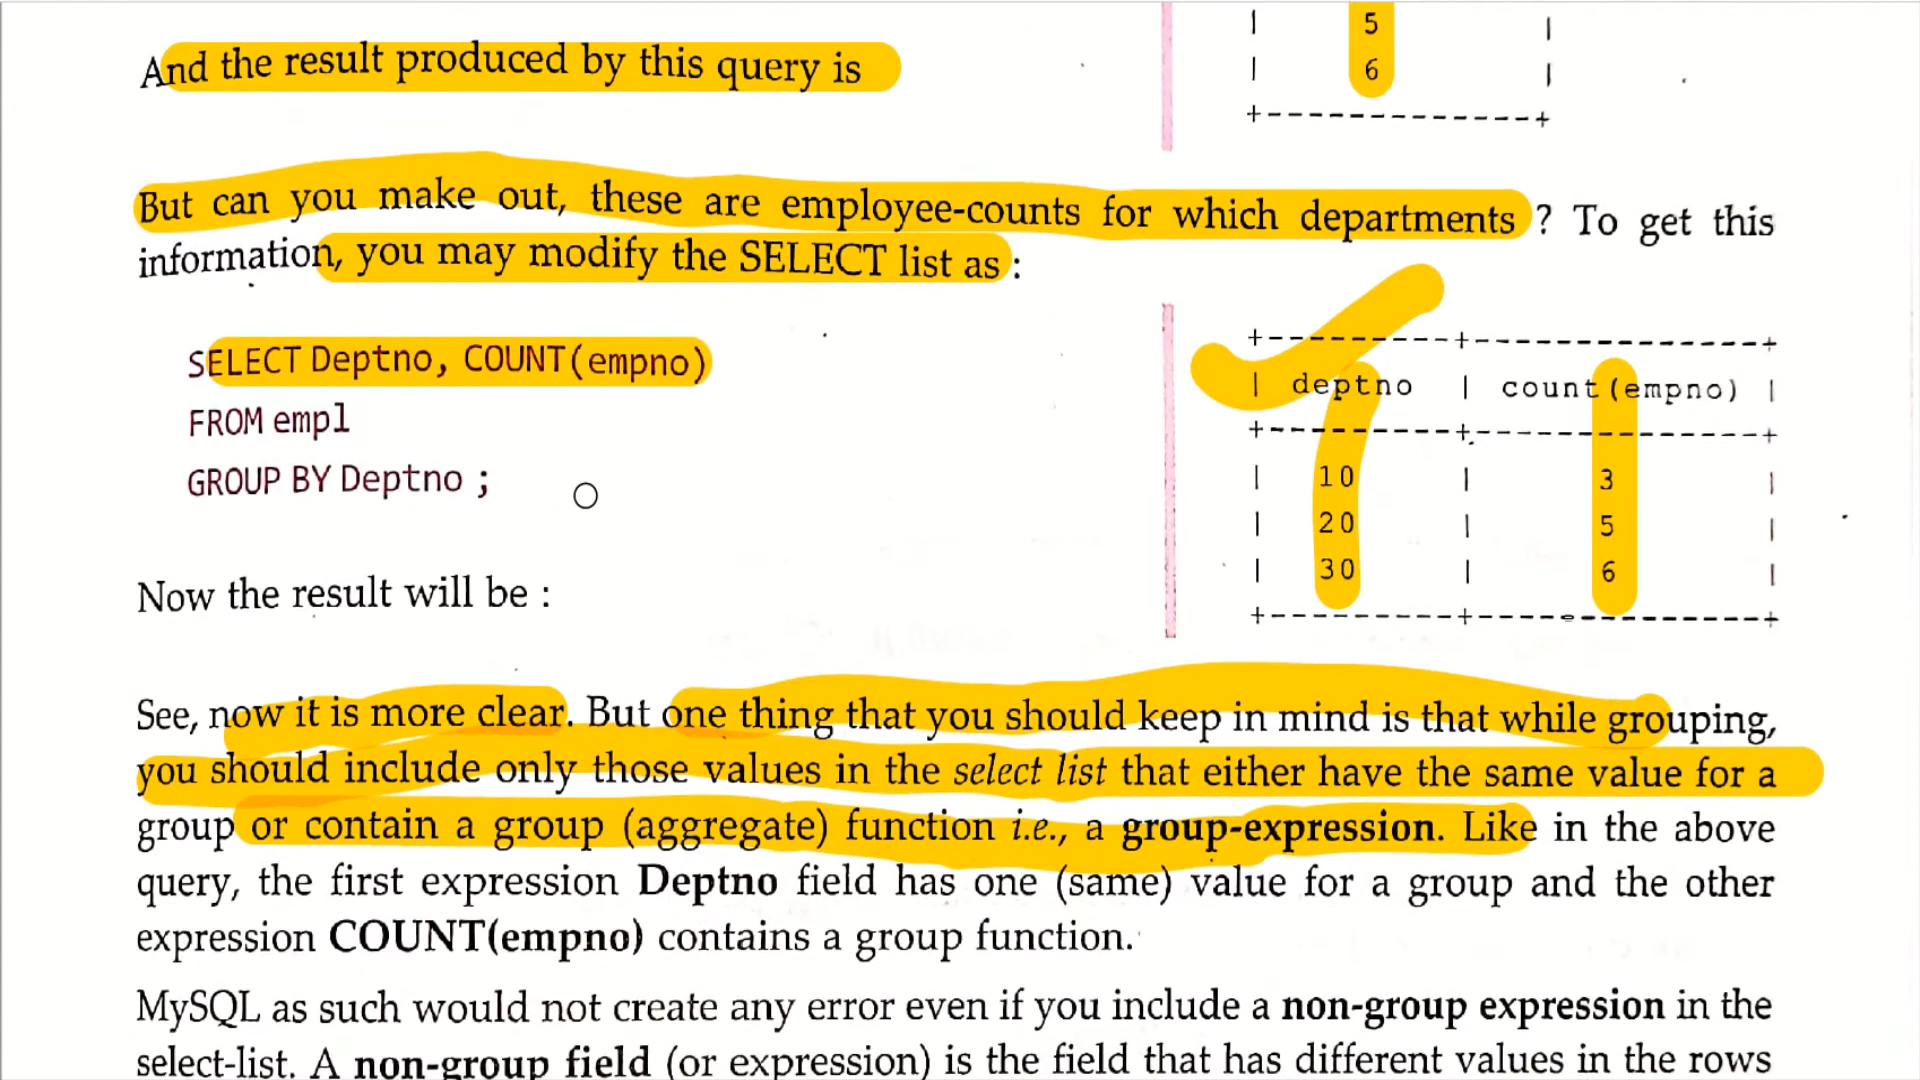 | 5 |
And the result produced by this query is
| 6 |
+--------------+
But can you make out, these are employee-counts for which departments ? To get this
information, you may modify the SELECT list as :
SELECT Deptno, COUNT(empno)
FROM empl
GROUP BY Deptno ;
+---------+---------------+
| deptno | count(empno) |
+---------+---------------+
| 10 | 3 |
| 20 | 5 |
| 30 | 6 |
+---------+---------------+
Now the result will be :
See, now it is more clear. But one thing that you should keep in mind is that while grouping,
you should include only those values in the select list that either have the same value for a
group or contain a group (aggregate) function i.e., a group-expression. Like in the above
query, the first expression Deptno field has one (same) value for a group and the other
expression COUNT(empno) contains a group function.
MySQL as such would not create any error even if you include a non-group expression in the
select-list. A non-group field (or expression) is the field that has different values in the rows